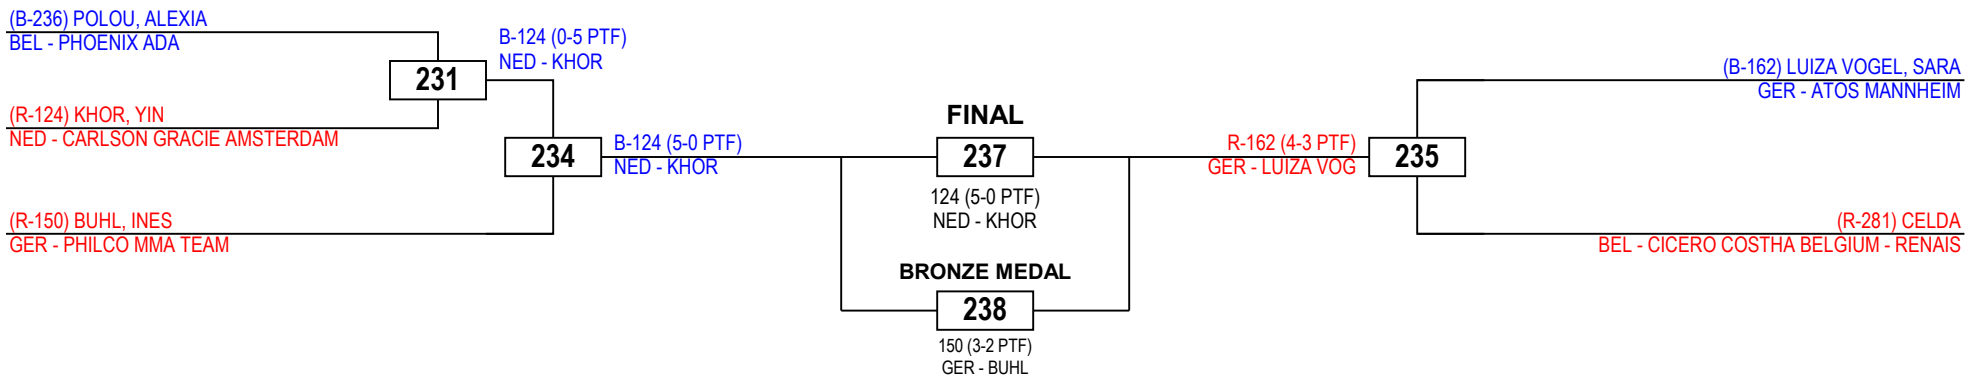 (B-236) POLOU, ALEXIA
BEL - PHOENIX ADA
231
(R-124) KHOR, YIN
NED - CARLSON GRACIE AMSTERDAM
B-124 (0-5 PTF)
NED - KHOR
234
(R-150) BUHL, INES
GER - PHILCO MMA TEAM
B-124 (5-0 PTF)
NED - KHOR
FINAL
237
124 (5-0 PTF)
NED - KHOR
BRONZE MEDAL
238
150 (3-2 PTF)
GER - BUHL
R-162 (4-3 PTF)
GER - LUIZA VOG
235
(B-162) LUIZA VOGEL, SARA
GER - ATOS MANNHEIM
(R-281) CELDA
BEL - CICERO COSTHA BELGIUM - RENAIS